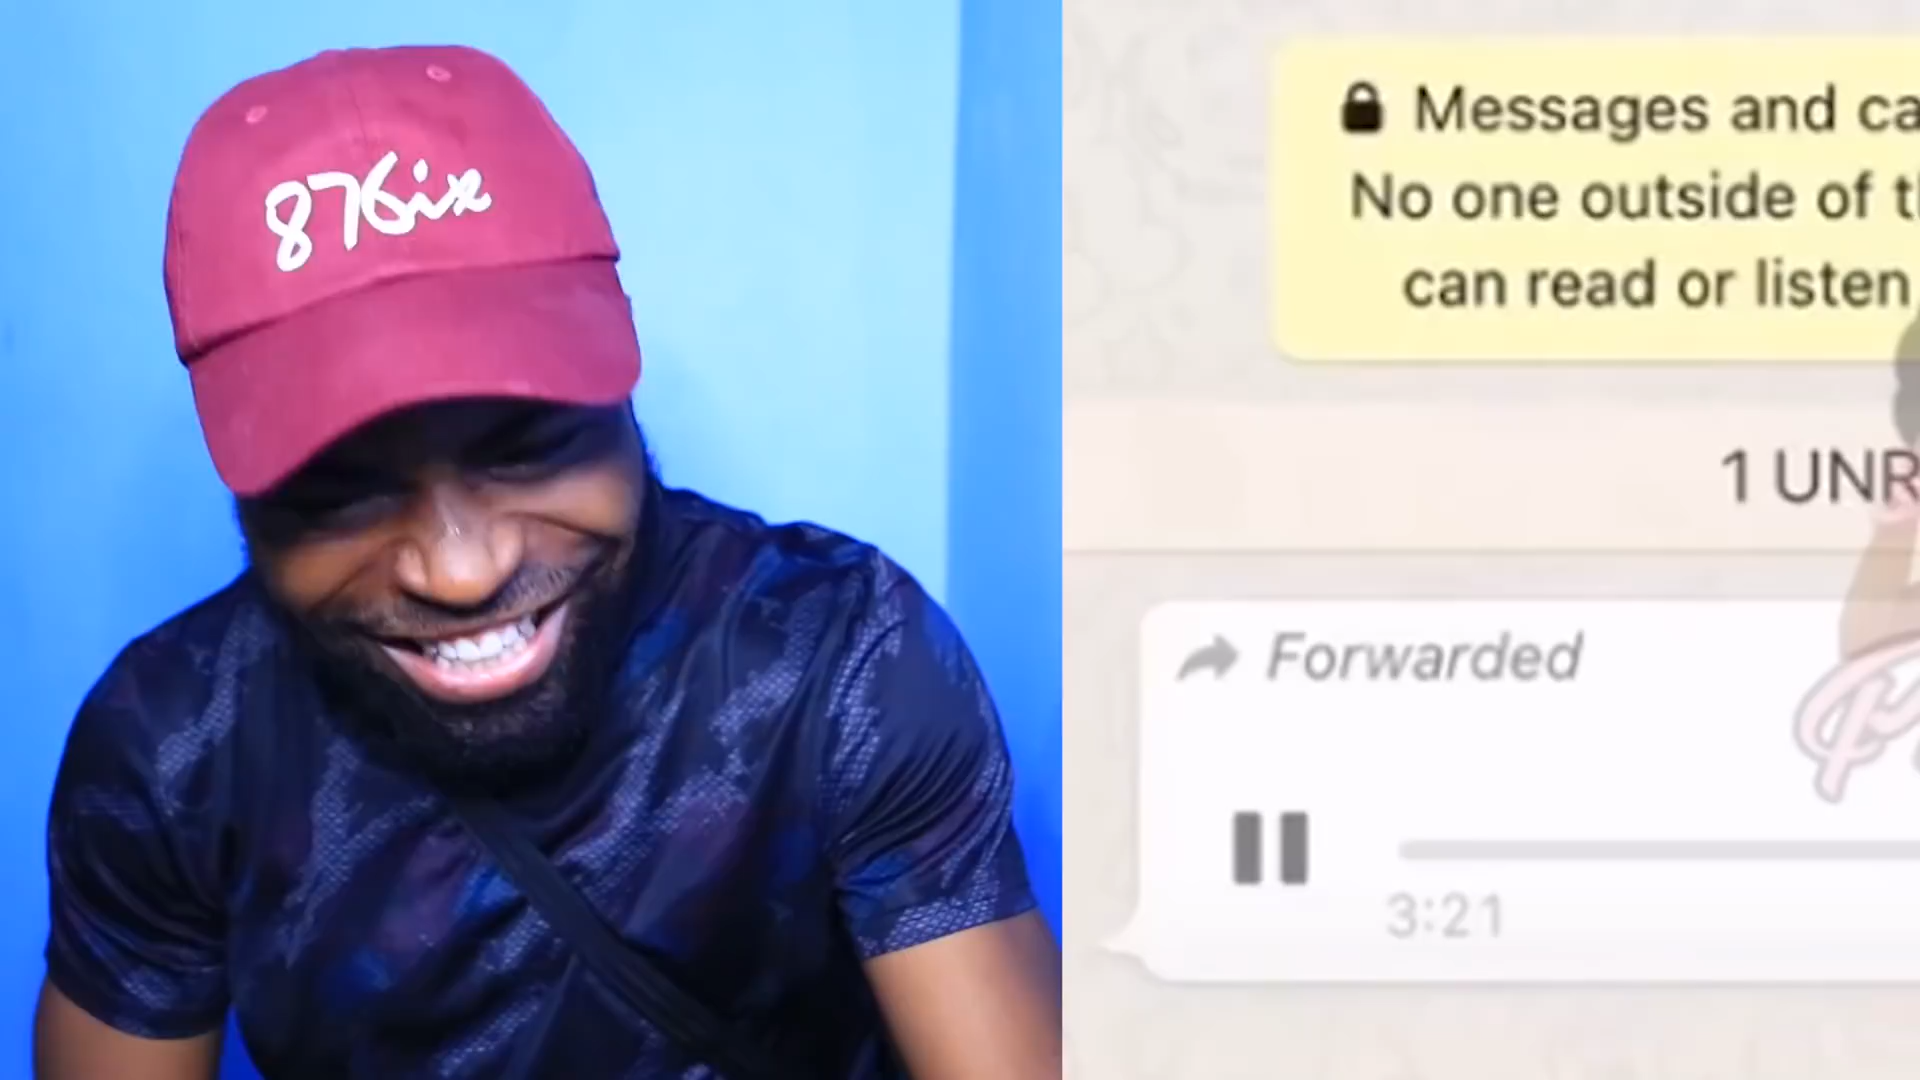 876ix
Messages and ca
No one outside of t
can read or listen
1 UNR
Forwarded
3:21